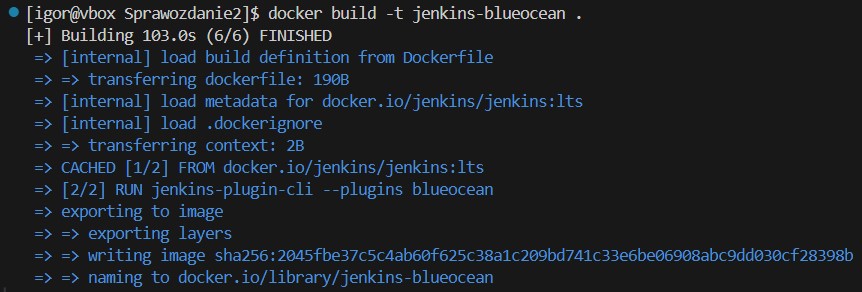 [igor@vbox Sprawozdanie2]$ docker build -t jenkins-blueocean .
[+] Building 103.0s (6/6) FINISHED
=> [internal] load build definition from Dockerfile
=> => transferring dockerfile: 190B
=> [internal] load metadata for docker.io/jenkins/jenkins:lts
=> [internal] load .dockerignore
=> => transferring context: 2B
=> CACHED [1/2] FROM docker.io/jenkins/jenkins:lts
=> [2/2] RUN jenkins-plugin-cli --plugins blueocean
=> exporting to image
=> => exporting layers
=> => writing image sha256:2045fbe37c5c4ab60f625c38a1c209bd741c33e6be06908abc9dd030cf28398b
=> => naming to docker.io/library/jenkins-blueocean